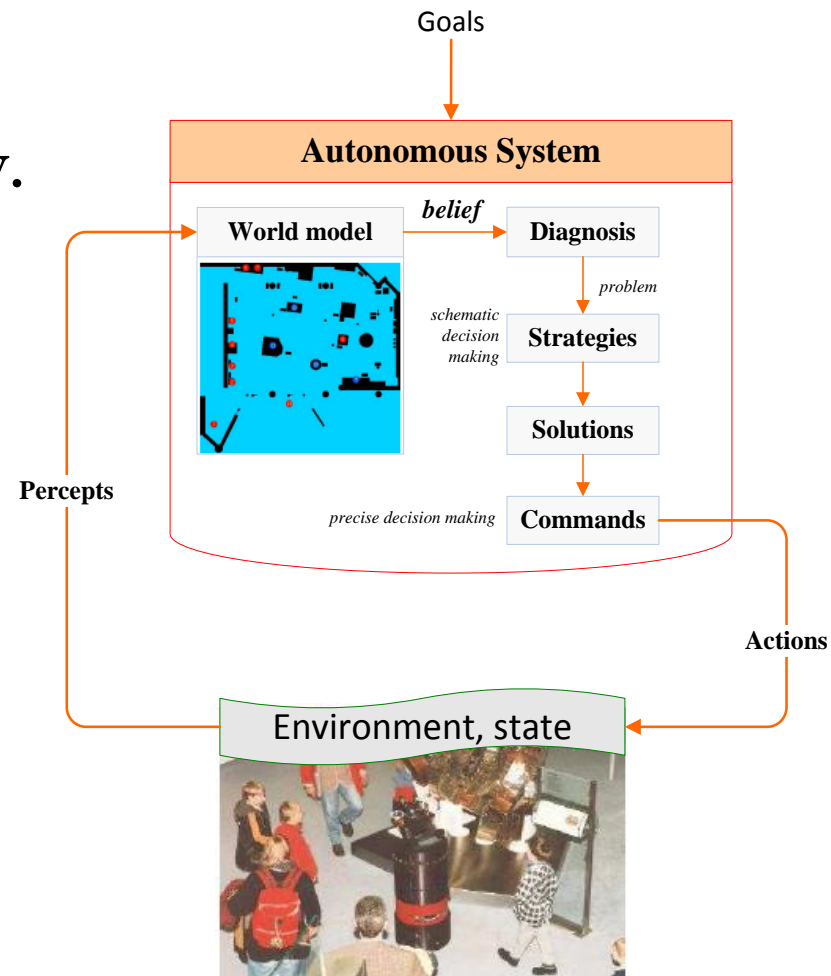 Goals
y.
Autonomous System
World model
belief
Diagnosis
problem
schematic
decision
making
Strategies
Solutions
Percepts
precise decision making
Commands
Actions
Environment, state